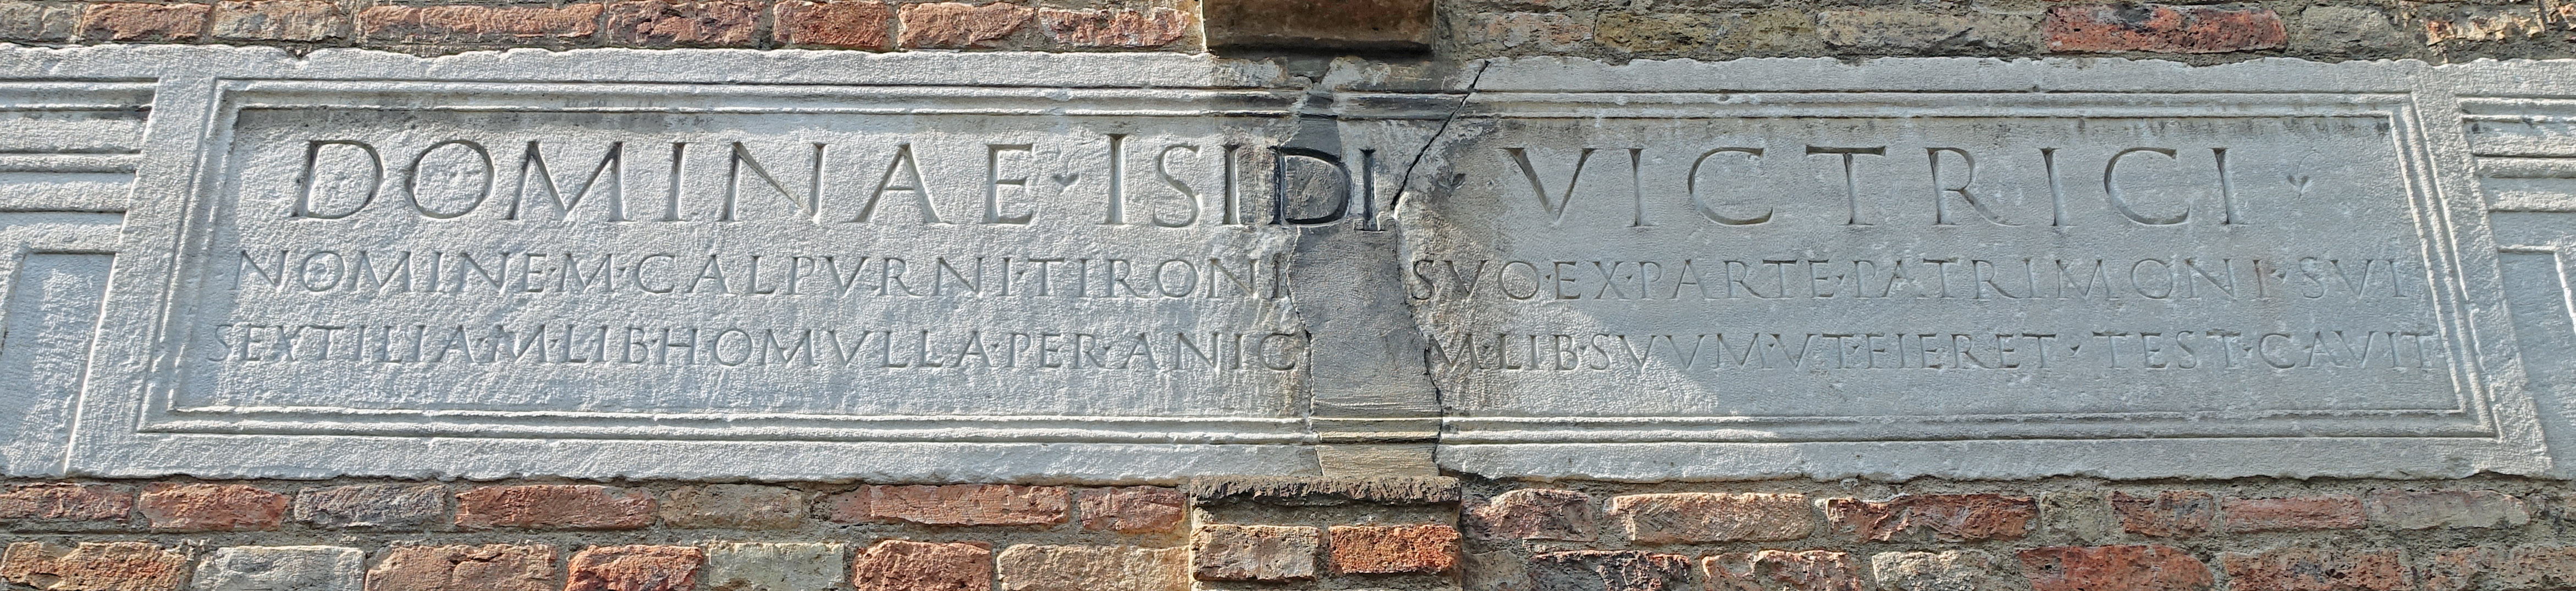 DOMINAE ISIDI VICTRICI
NOMINE·M·CALPVRNI·TIRONI SVO·EX·PARTE·PATRIMONI·SVI
SEXTILIA·M·LIB·HOMVLLA·PER·ANIC M·LIB·SVVM·VT·FIERET·TEST·CAVIT